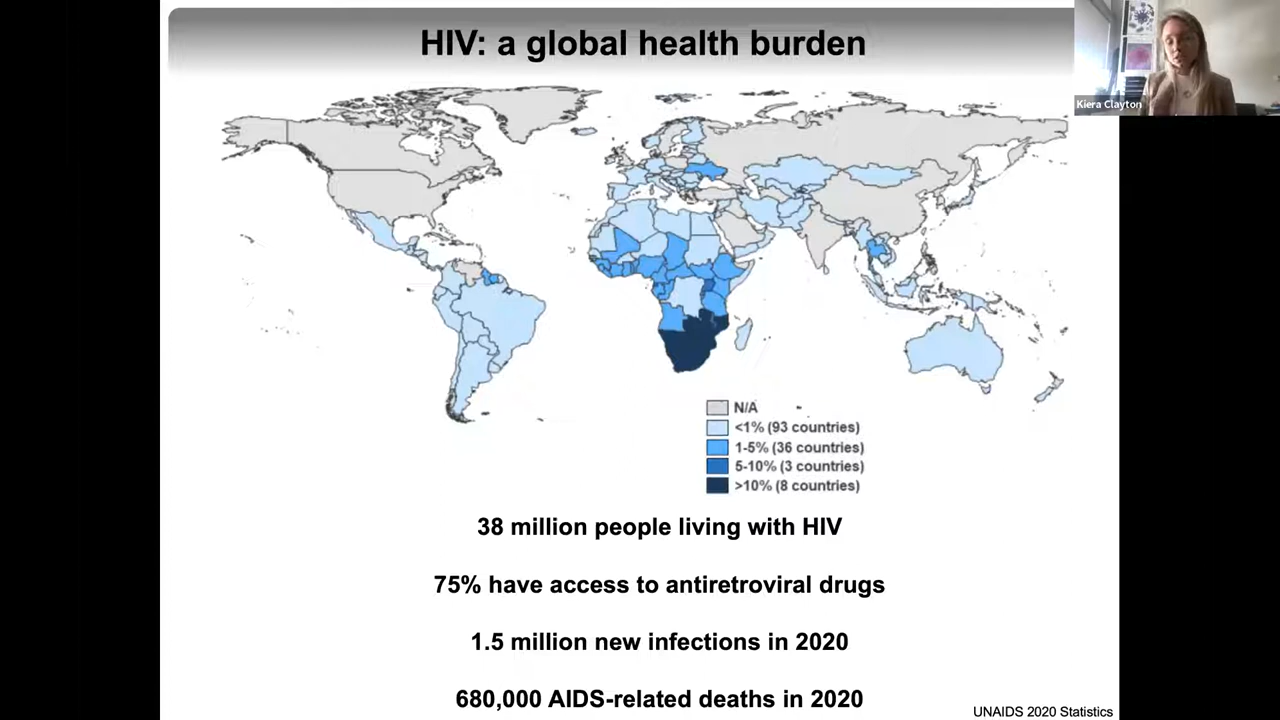 HIV: a global health burden
Kiera Clayton
N/A
<1% (93 countries)
1-5% (36 countries)
5-10% (3 countries)
>10% (8 countries)
38 million people living with HIV
75% have access to antiretroviral drugs
1.5 million new infections in 2020
680,000 AIDS-related deaths in 2020
UNAIDS 2020 Statistics